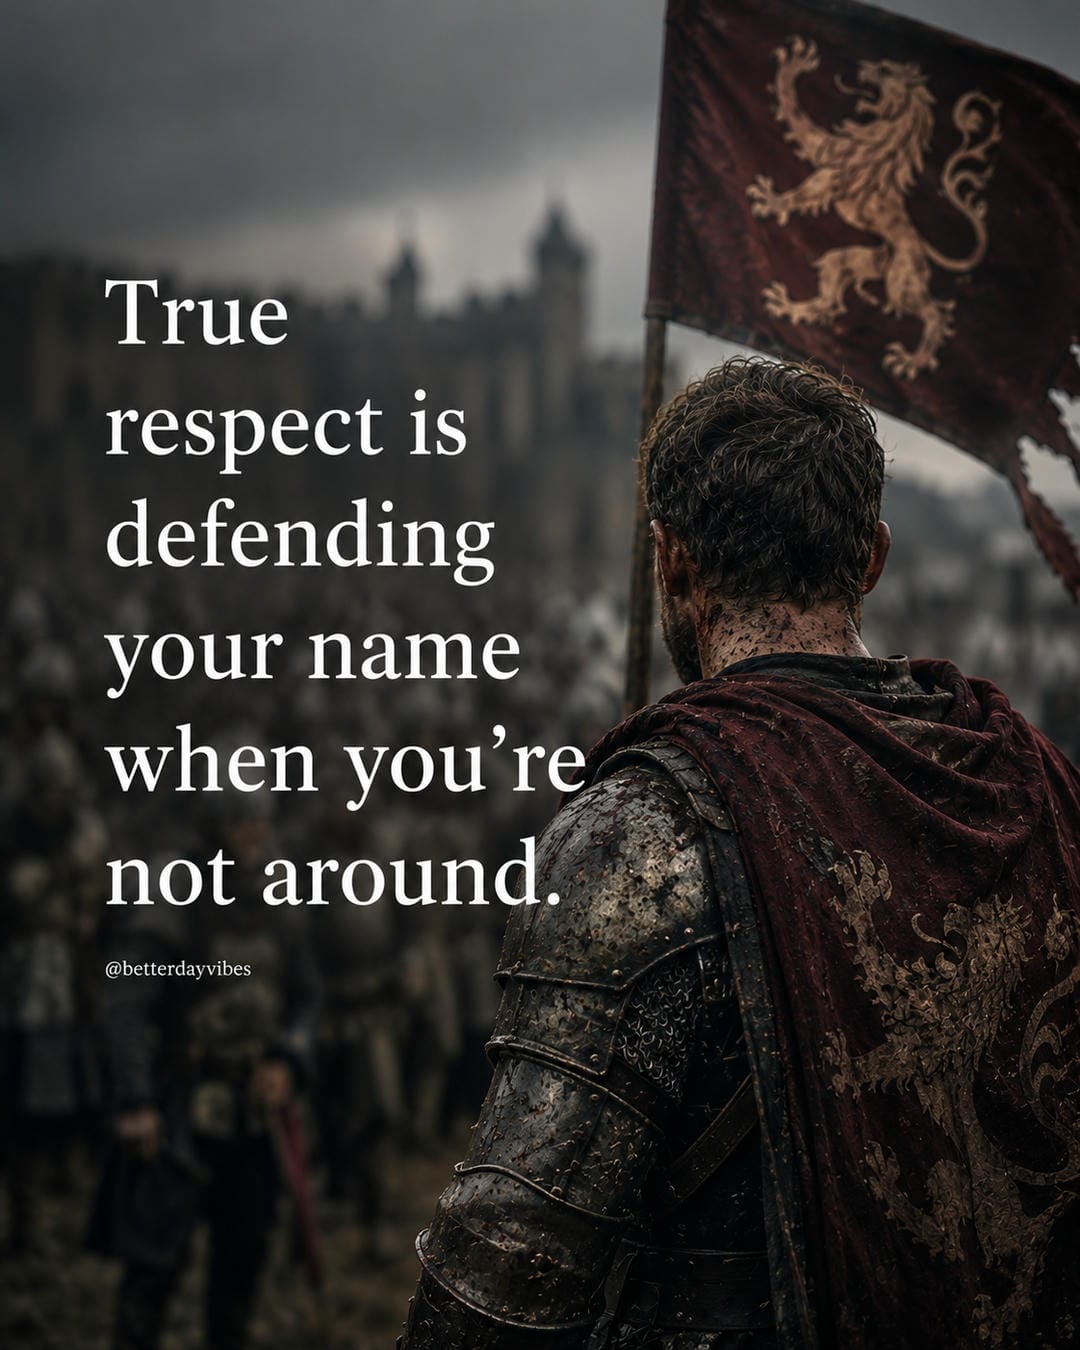 True
respect is
defending
your name
when you’re
not around.
@betterdayvibes